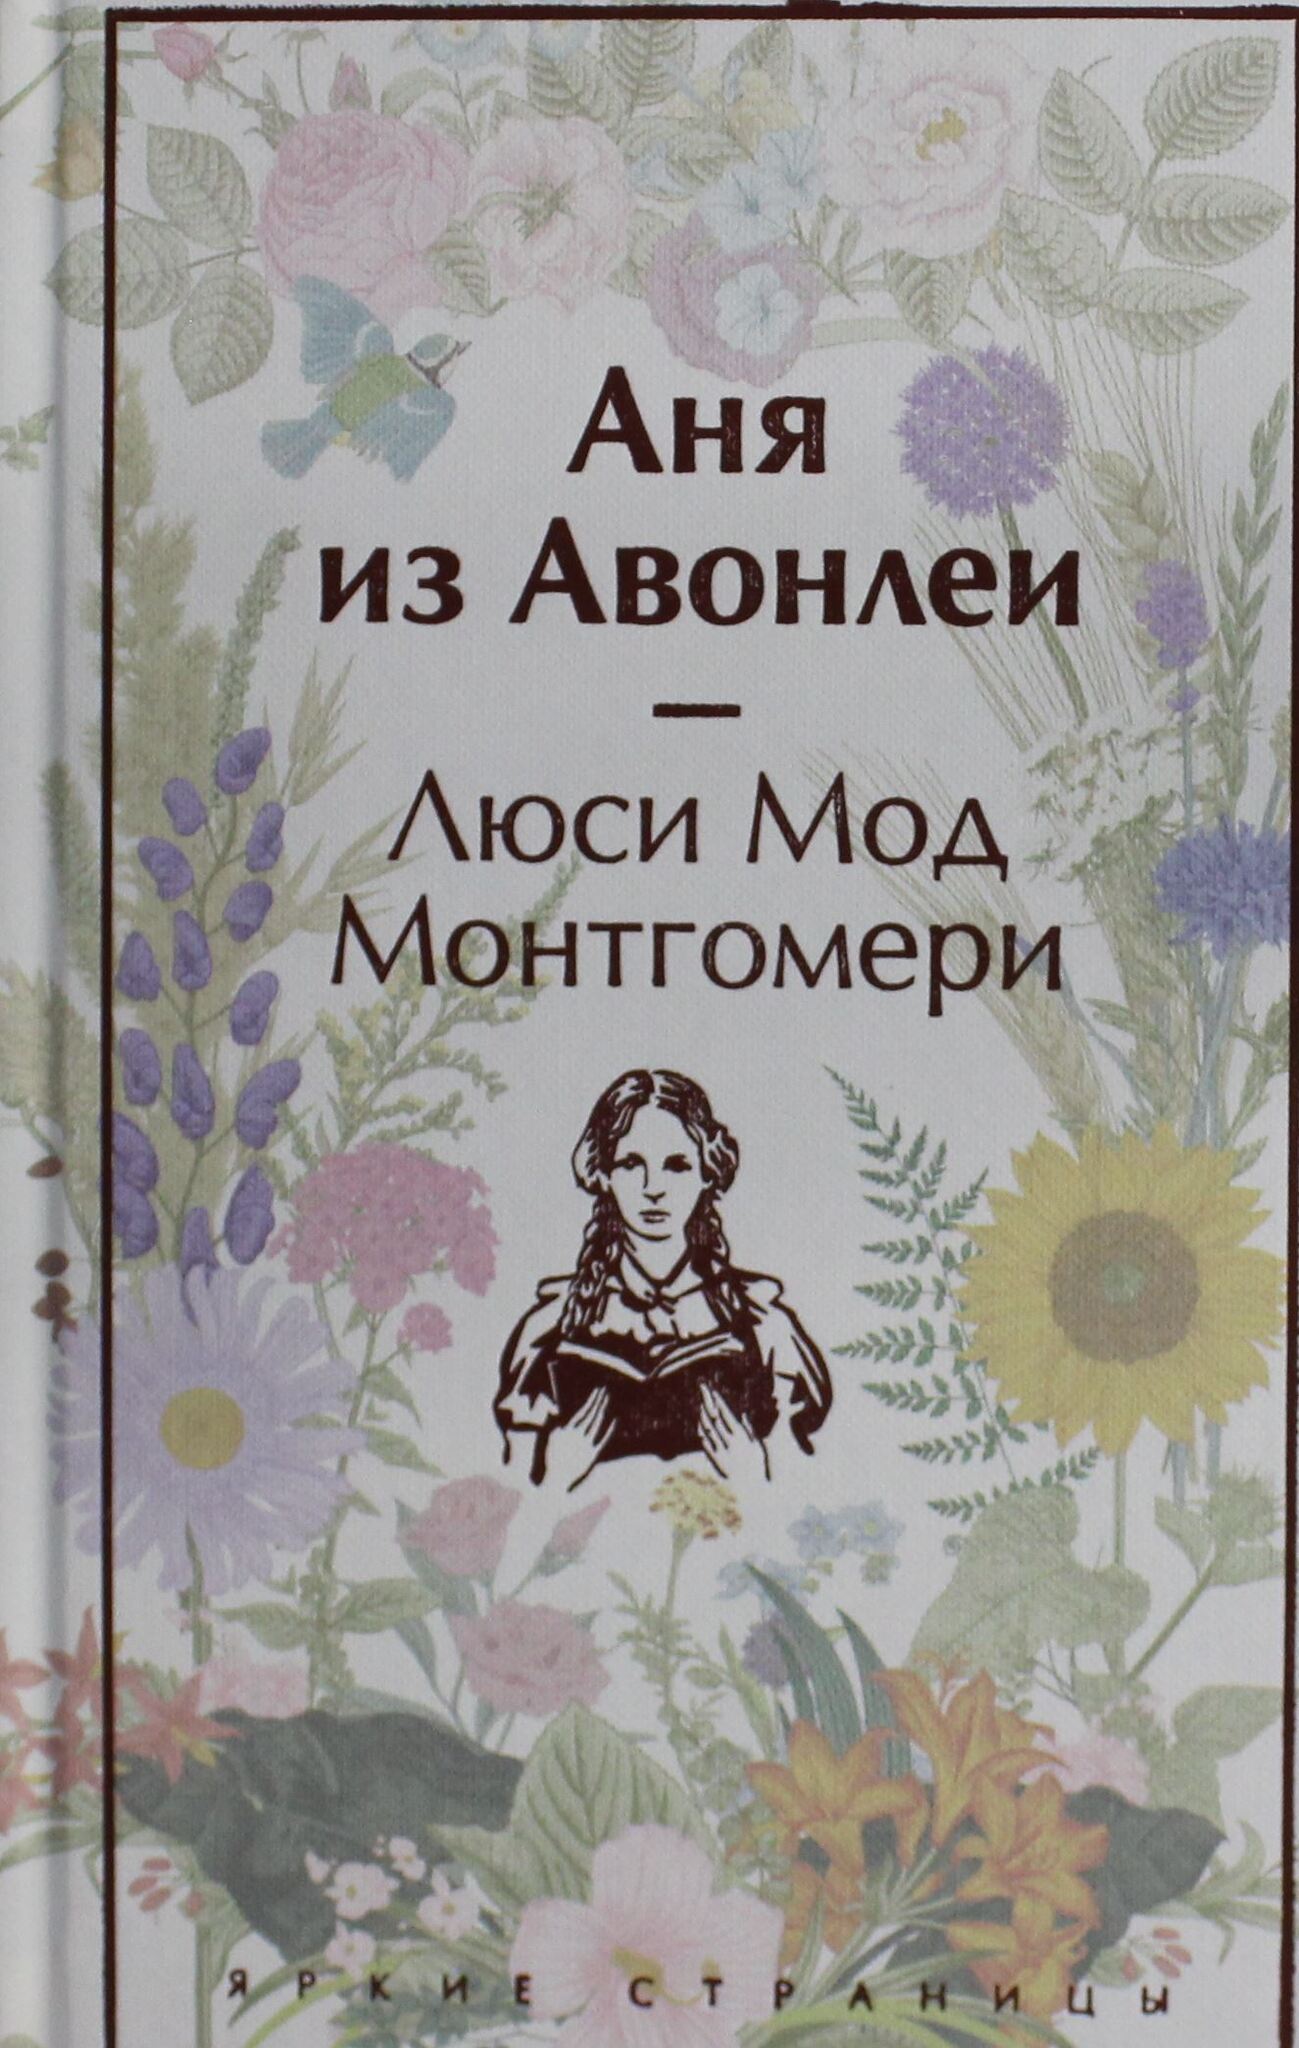 Аня
из Авонлеи
—
Люси Мод
Монтгомери
ЯРКИЕ СТРАНИЦЫ